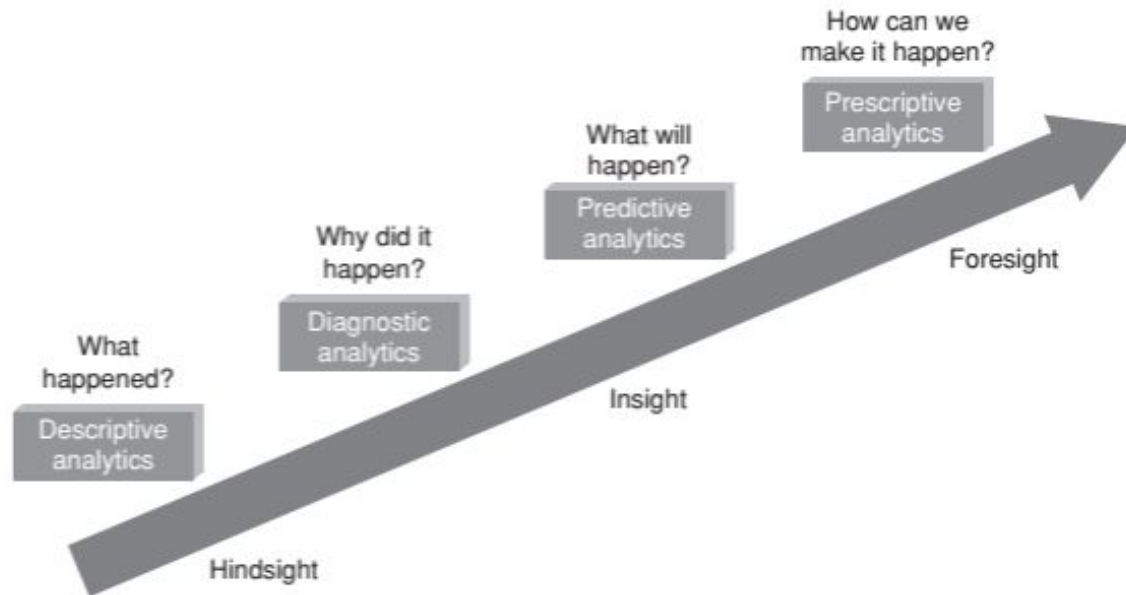 What
happened?
Descriptive
analytics
Why did it
happen?
Diagnostic
analytics
What will
happen?
Predictive
analytics
How can we
make it happen?
Prescriptive
analytics
Hindsight
Insight
Foresight